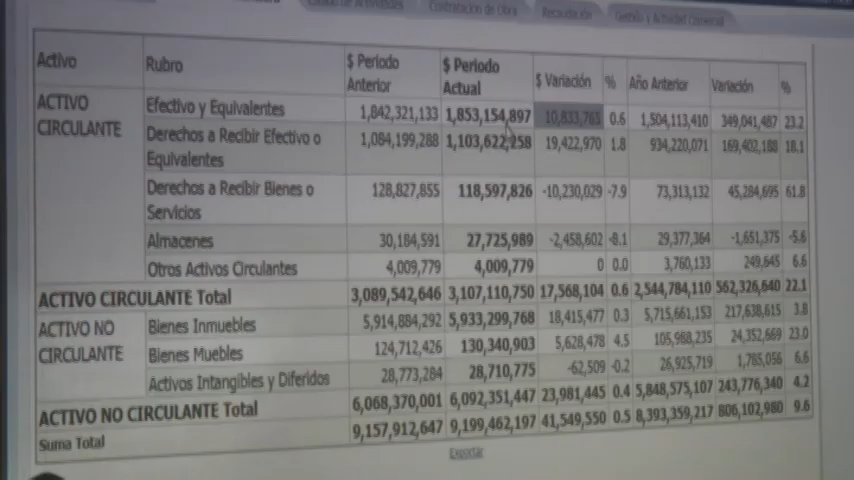 Contratacion de Obra Recaudación Gestión y Actividad Comercial
Activo Rubro $ Periodo Anterior $ Periodo Actual $ Variación % Año Anterior Variación %
ACTIVO CIRCULANTE Efectivo y Equivalentes 1,842,321,133 1,853,154,897 10,833,763 0.6 1,504,113,410 349,041,487 23.2
Derechos a Recibir Efectivo o Equivalentes 1,084,199,288 1,103,622,258 19,422,970 1.8 934,220,071 169,402,188 18.1
Derechos a Recibir Bienes o Servicios 128,827,855 118,597,826 -10,230,029 -7.9 73,313,132 45,284,695 61.8
Almacenes 30,184,591 27,725,989 -2,458,602 -8.1 29,377,364 -1,651,375 -5.6
Otros Activos Circulantes 4,009,779 4,009,779 0 0.0 3,760,133 249,645 6.6
ACTIVO CIRCULANTE Total 3,089,542,646 3,107,110,750 17,568,104 0.6 2,544,784,110 562,326,640 22.1
ACTIVO NO CIRCULANTE Bienes Inmuebles 5,914,884,292 5,933,299,768 18,415,477 0.3 5,715,661,153 217,638,615 3.8
Bienes Muebles 124,712,426 130,340,903 5,628,478 4.5 105,988,235 24,352,669 23.0
Activos Intangibles y Diferidos 28,773,284 28,710,775 -62,509 -0.2 26,925,719 1,785,056 6.6
ACTIVO NO CIRCULANTE Total 6,068,370,001 6,092,351,447 23,981,445 0.4 5,848,575,107 243,776,340 4.2
Suma Total 9,157,912,647 9,199,462,197 41,549,550 0.5 8,393,359,217 806,102,980 9.6
Exportar